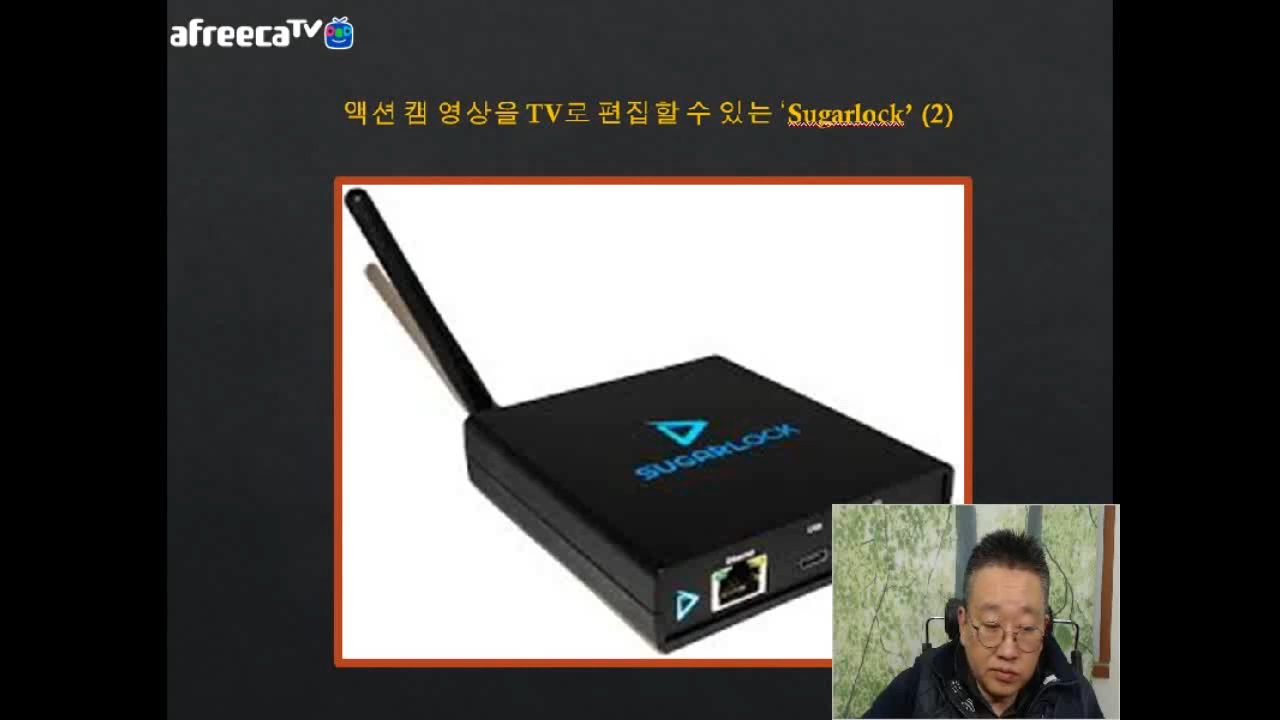 afreecaTV
액션 캠 영상을 TV로 편집할 수 있는 ‘Sugarlock’ (2)
SUGARLOCK
Ethernet